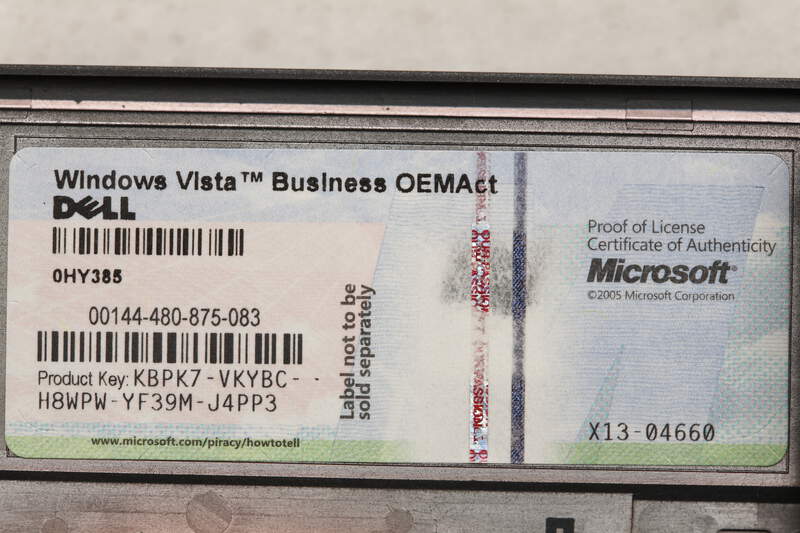 Windows Vista™ Business OEMAct
DELL
0HY385
00144-480-875-083
Product Key: KBPK7-VKYBC-
H8WPW-YF39M-J4PP3
www.microsoft.com/piracy/howtotell
Label not to be
sold separately
Proof of License
Certificate of Authenticity
Microsoft®
©2005 Microsoft Corporation
X13-04660